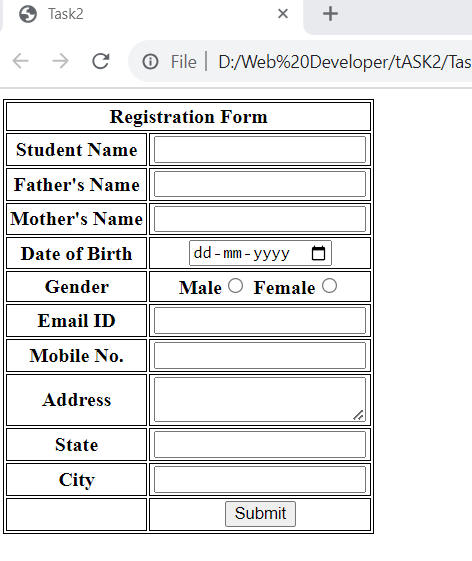 Task2
File D:/Web%20Developer/tASK2/Tas
Registration Form
Student Name
Father's Name
Mother's Name
Date of Birth dd-mm-yyyy
Gender Male Female
Email ID
Mobile No.
Address
State
City
Submit